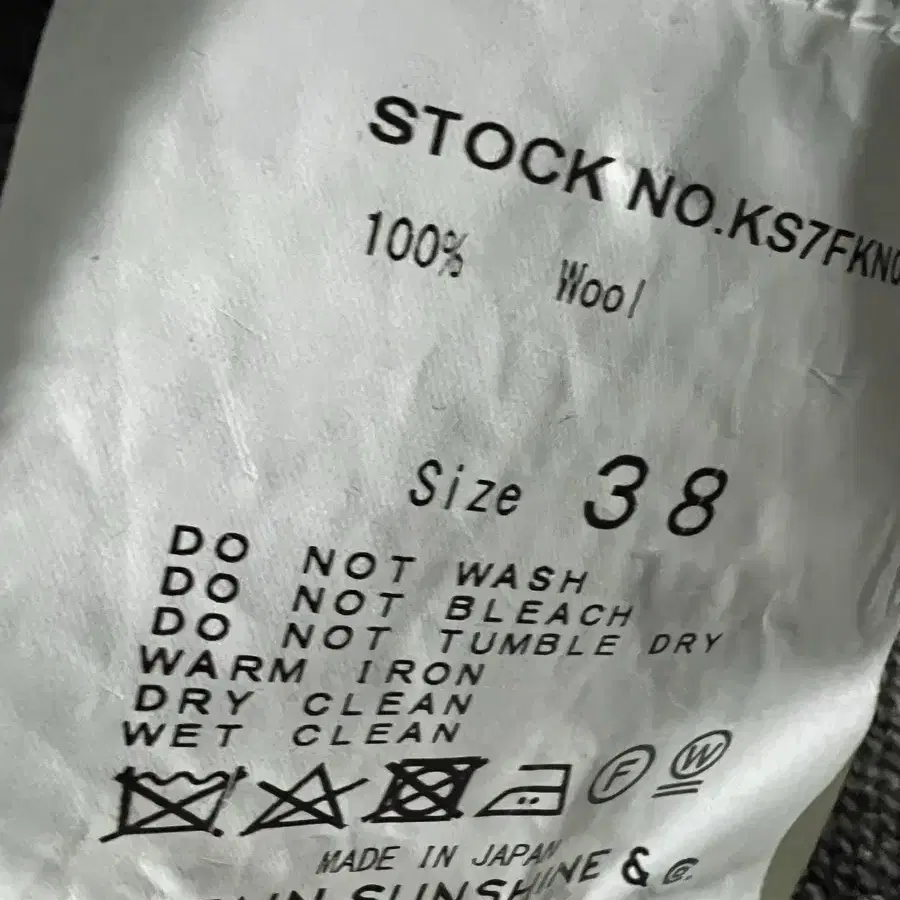 STOCK NO.KS7FKN
100% Wool
Size 38
DO NOT WASH
DO NOT BLEACH
DO NOT TUMBLE DRY
WARM IRON
DRY CLEAN
WET CLEAN
F W
MADE IN JAPAN
SUNSHINE & Co.